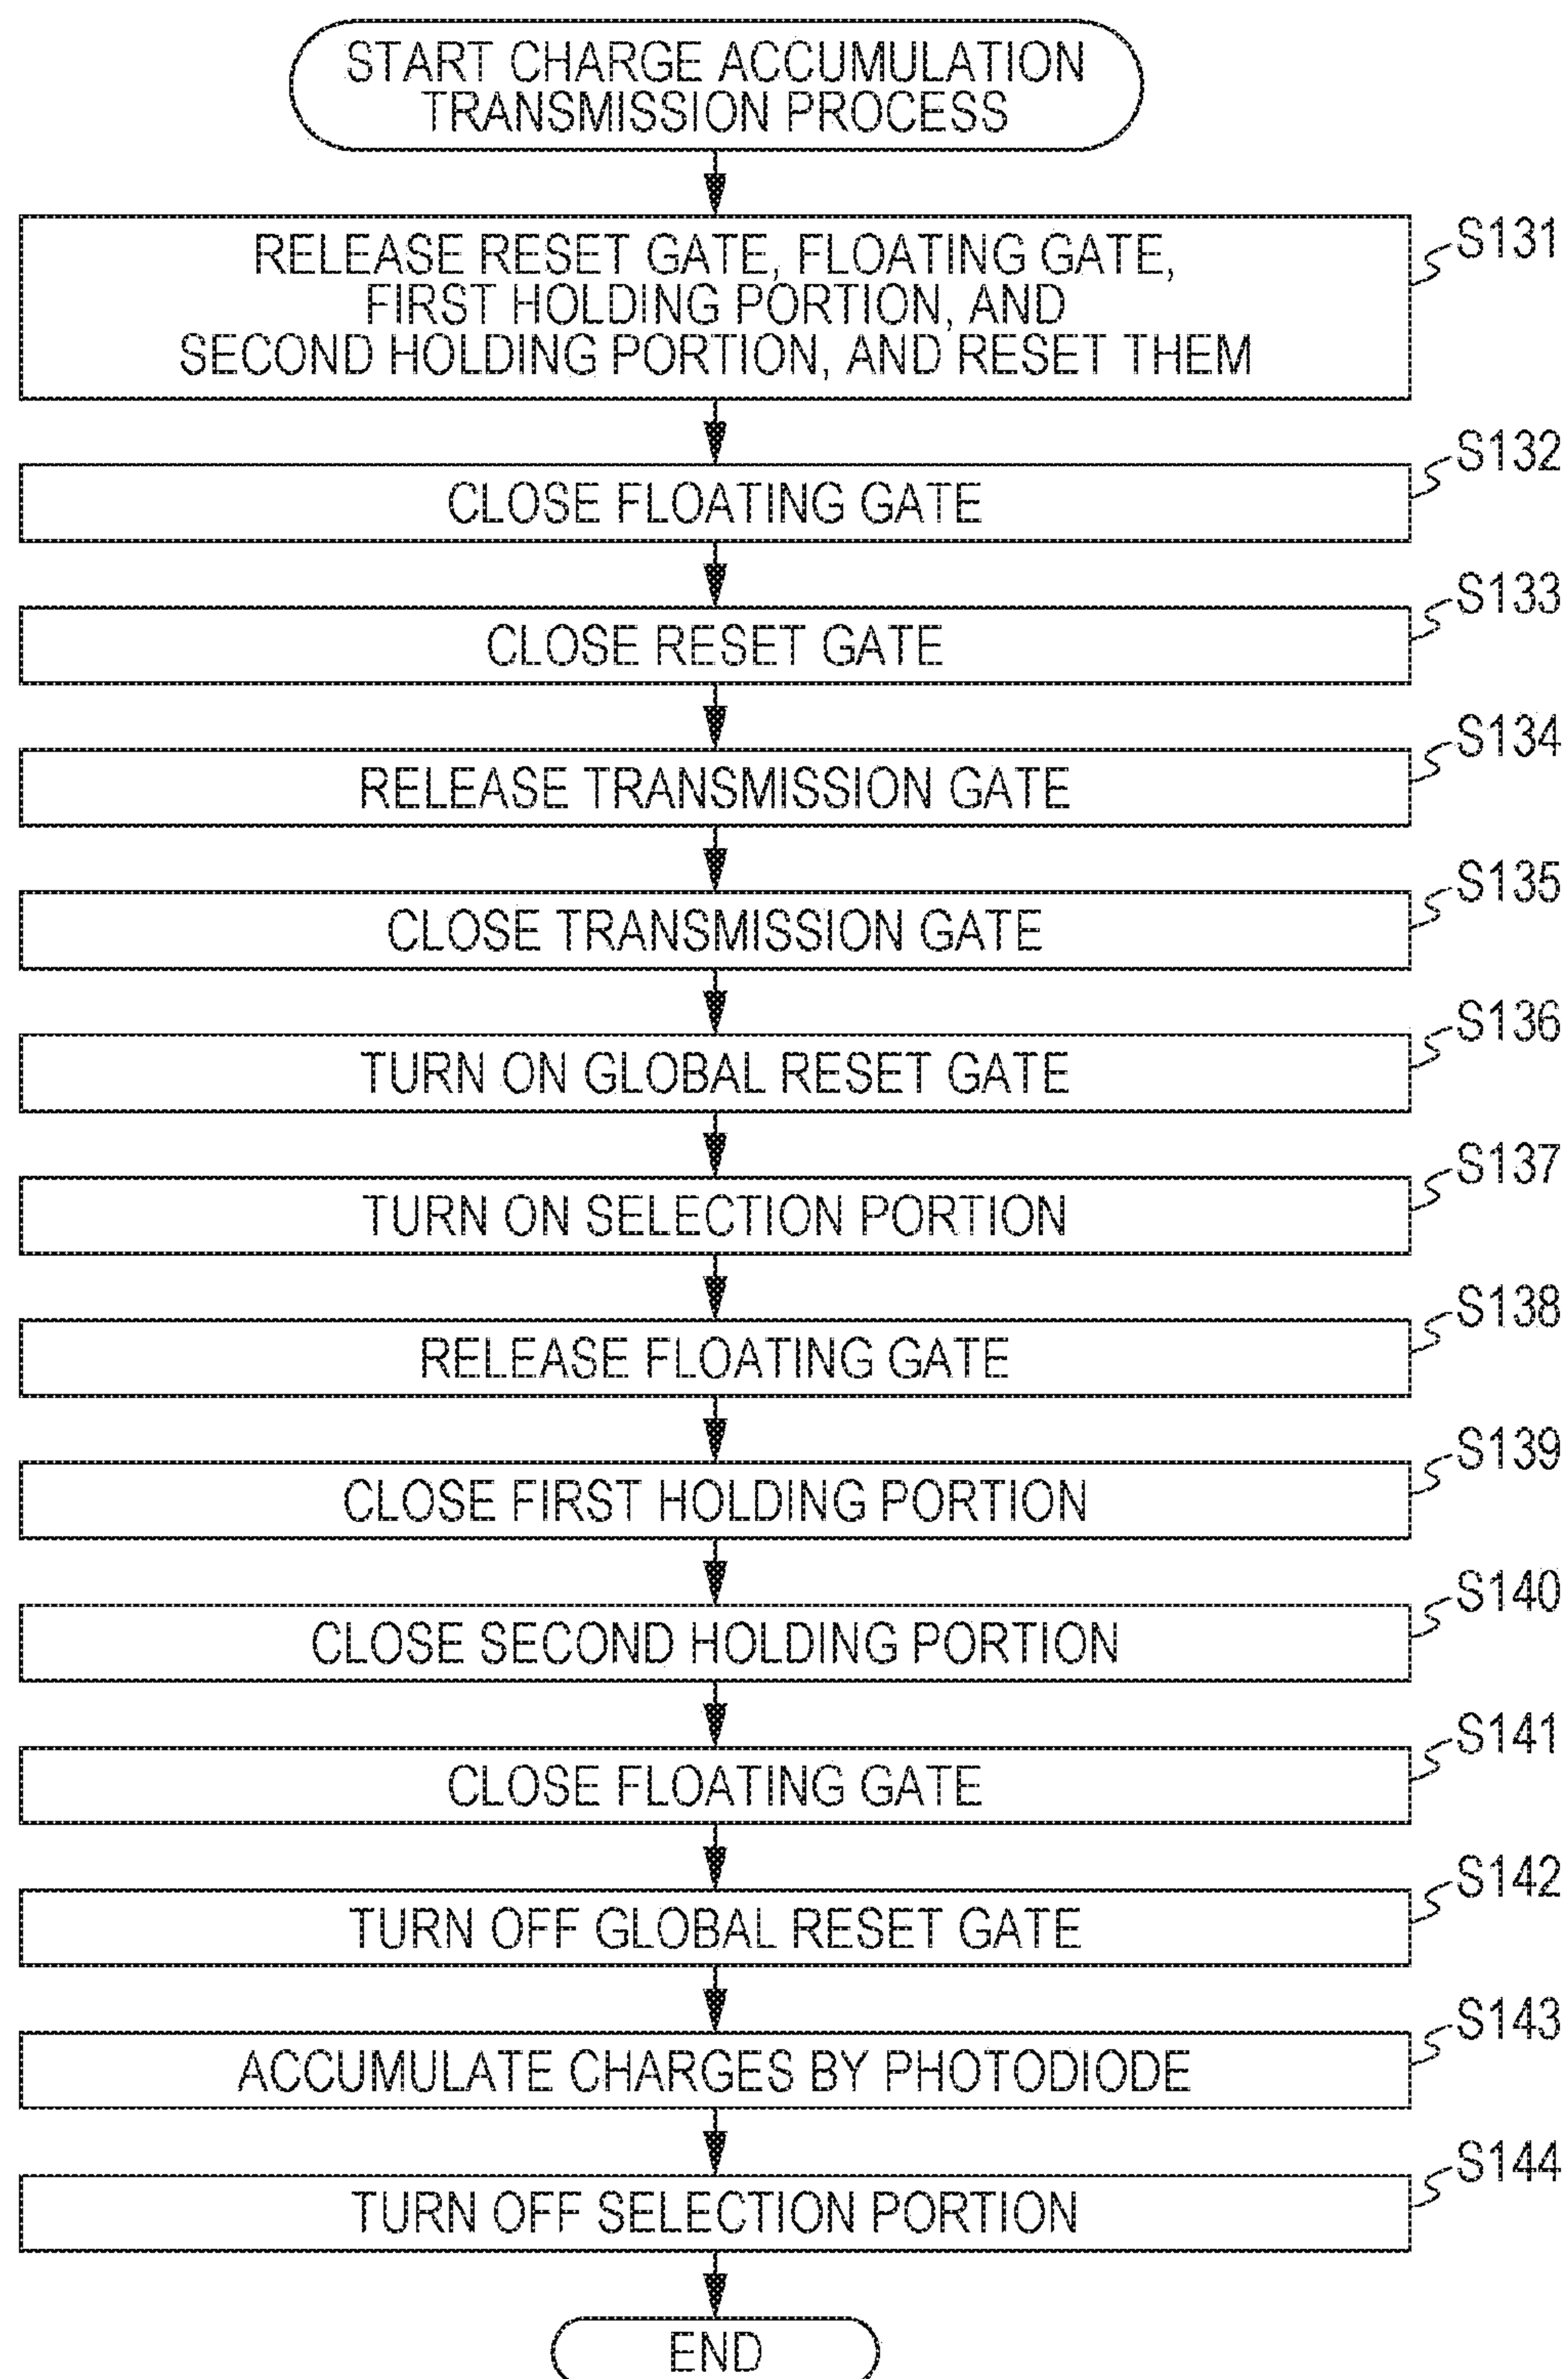 START CHARGE ACCUMULATION
TRANSMISSION PROCESS
RELEASE RESET GATE, FLOATING GATE,
FIRST HOLDING PORTION, AND
SECOND HOLDING PORTION, AND RESET THEM
S131
CLOSE FLOATING GATE
S132
CLOSE RESET GATE
S133
RELEASE TRANSMISSION GATE
S134
CLOSE TRANSMISSION GATE
S135
TURN ON GLOBAL RESET GATE
S136
TURN ON SELECTION PORTION
S137
RELEASE FLOATING GATE
S138
CLOSE FIRST HOLDING PORTION
S139
CLOSE SECOND HOLDING PORTION
S140
CLOSE FLOATING GATE
S141
TURN OFF GLOBAL RESET GATE
S142
ACCUMULATE CHARGES BY PHOTODIODE
S143
TURN OFF SELECTION PORTION
S144
END